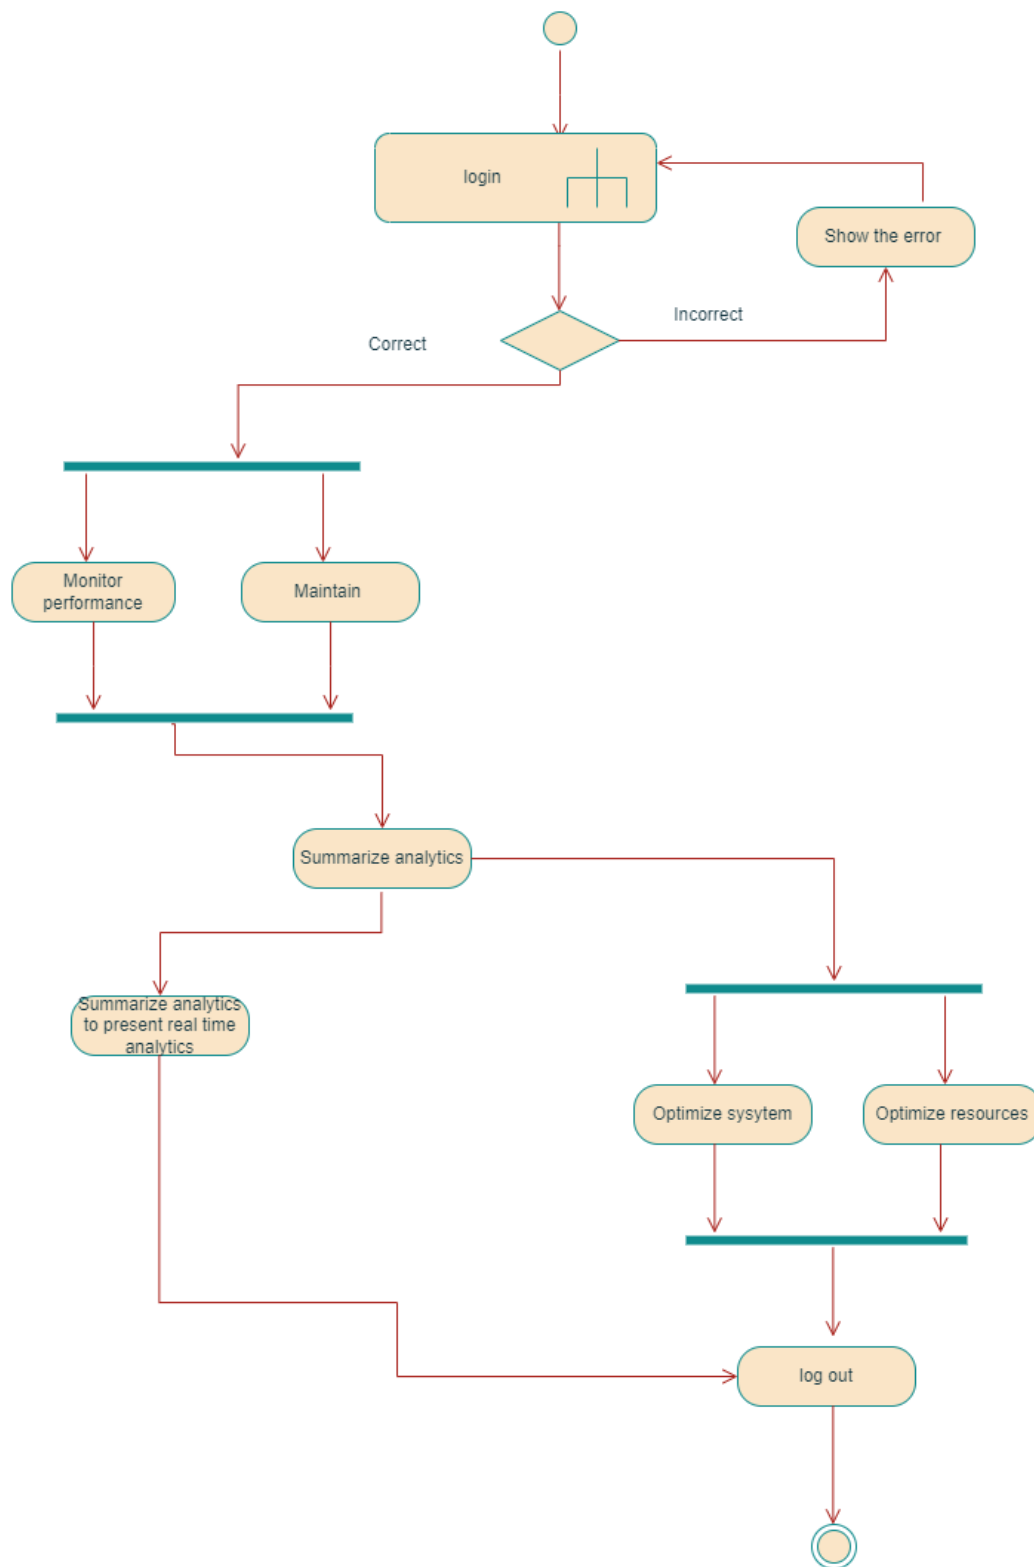 login
Show the error
Incorrect
Correct
Monitor
performance
Maintain
Summarize analytics
Summarize analytics
to present real time
analytics
Optimize sysytem
Optimize resources
log out